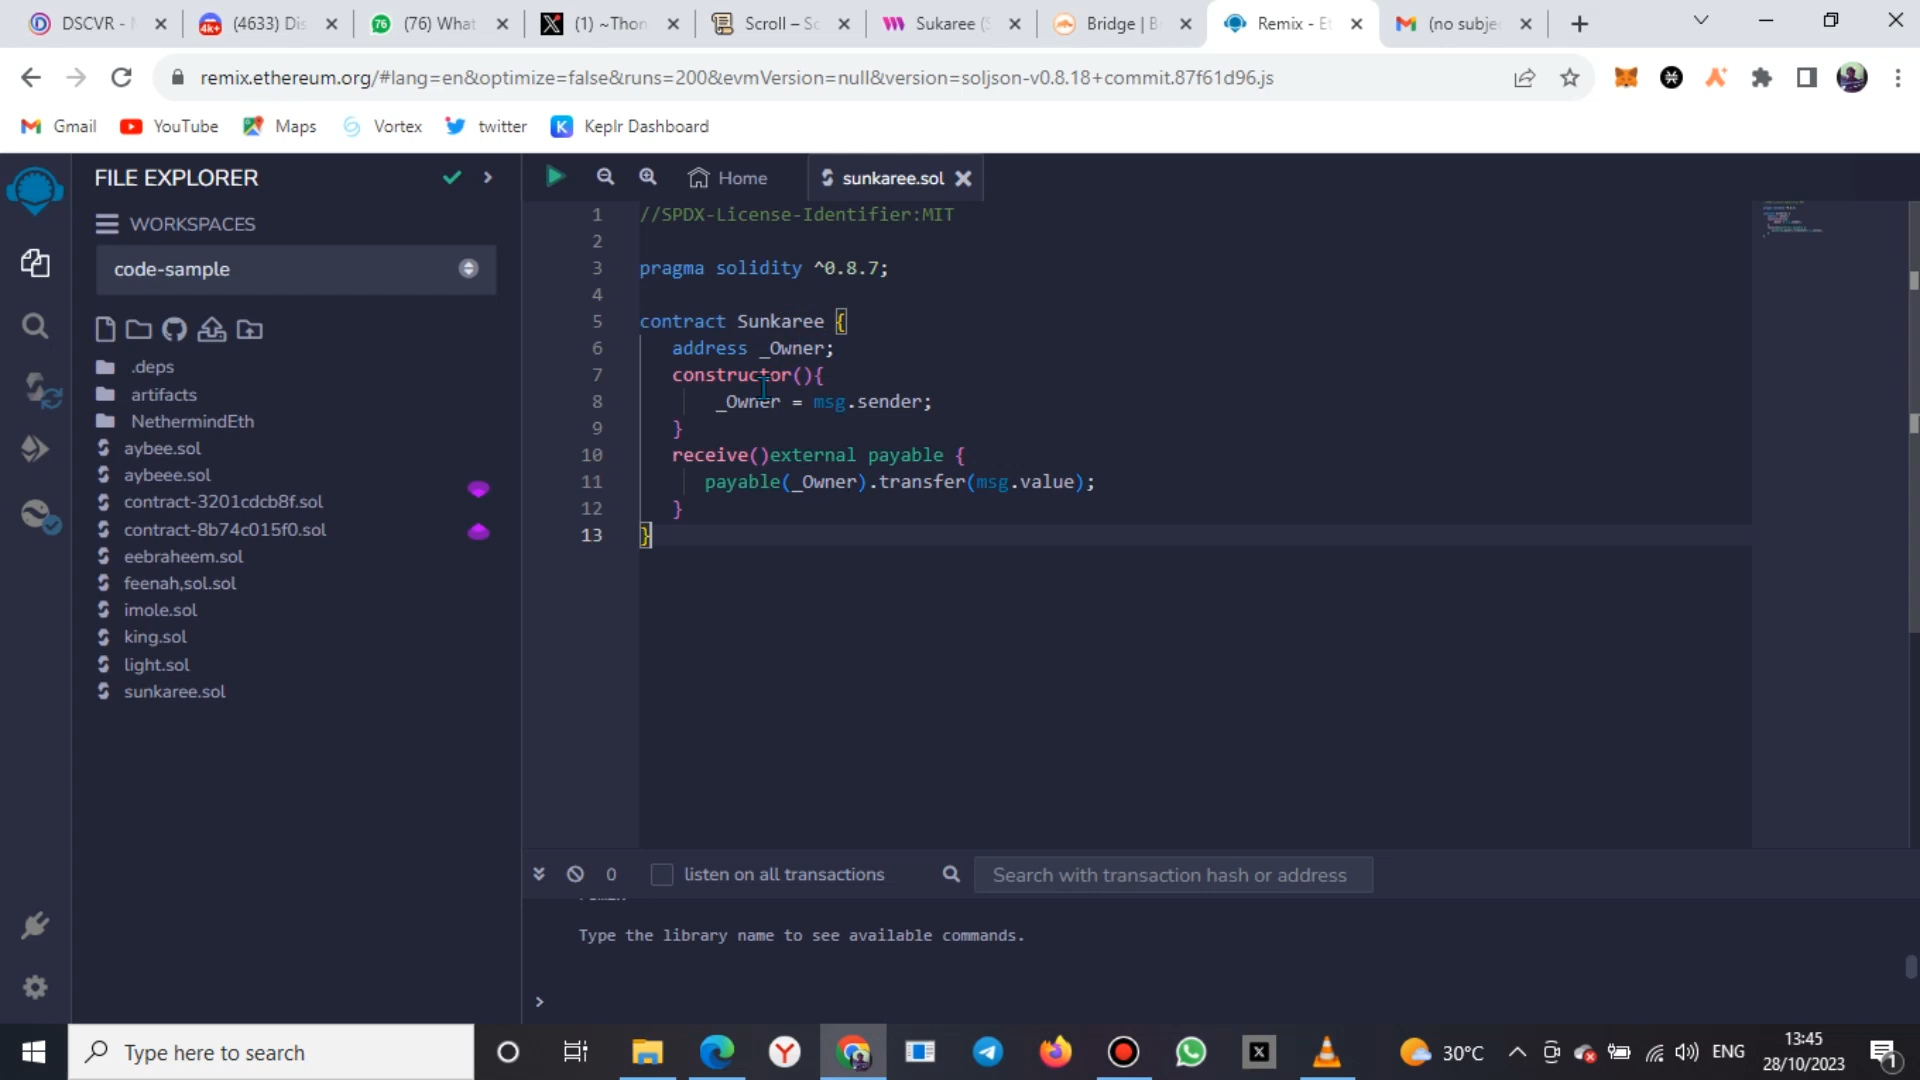 DSCVR - N
(4633) Dis
(76) What
(1) ~Thon
Scroll – Sc
Sukaree (S
Bridge | B
Remix - Et
(no subjec
remix.ethereum.org/#lang=en&optimize=false&runs=200&evmVersion=null&version=soljson-v0.8.18+commit.87f61d96.js
Gmail
YouTube
Maps
Vortex
twitter
Keplr Dashboard
FILE EXPLORER
WORKSPACES
code-sample
.deps
artifacts
NethermindEth
aybee.sol
aybeee.sol
contract-3201cdcb8f.sol
contract-8b74c015f0.sol
eebraheem.sol
feenah,sol.sol
imole.sol
king.sol
light.sol
sunkaree.sol
Home
sunkaree.sol
1 //SPDX-License-Identifier:MIT
2
3 pragma solidity ^0.8.7;
4
5 contract Sunkaree {
6 address _Owner;
7 constructor(){
8 _Owner = msg.sender;
9 }
10 receive()external payable {
11 payable(_Owner).transfer(msg.value);
12 }
13 }
0
listen on all transactions
Search with transaction hash or address
Type the library name to see available commands.
>
Type here to search
30°C
ENG
13:45
28/10/2023
1